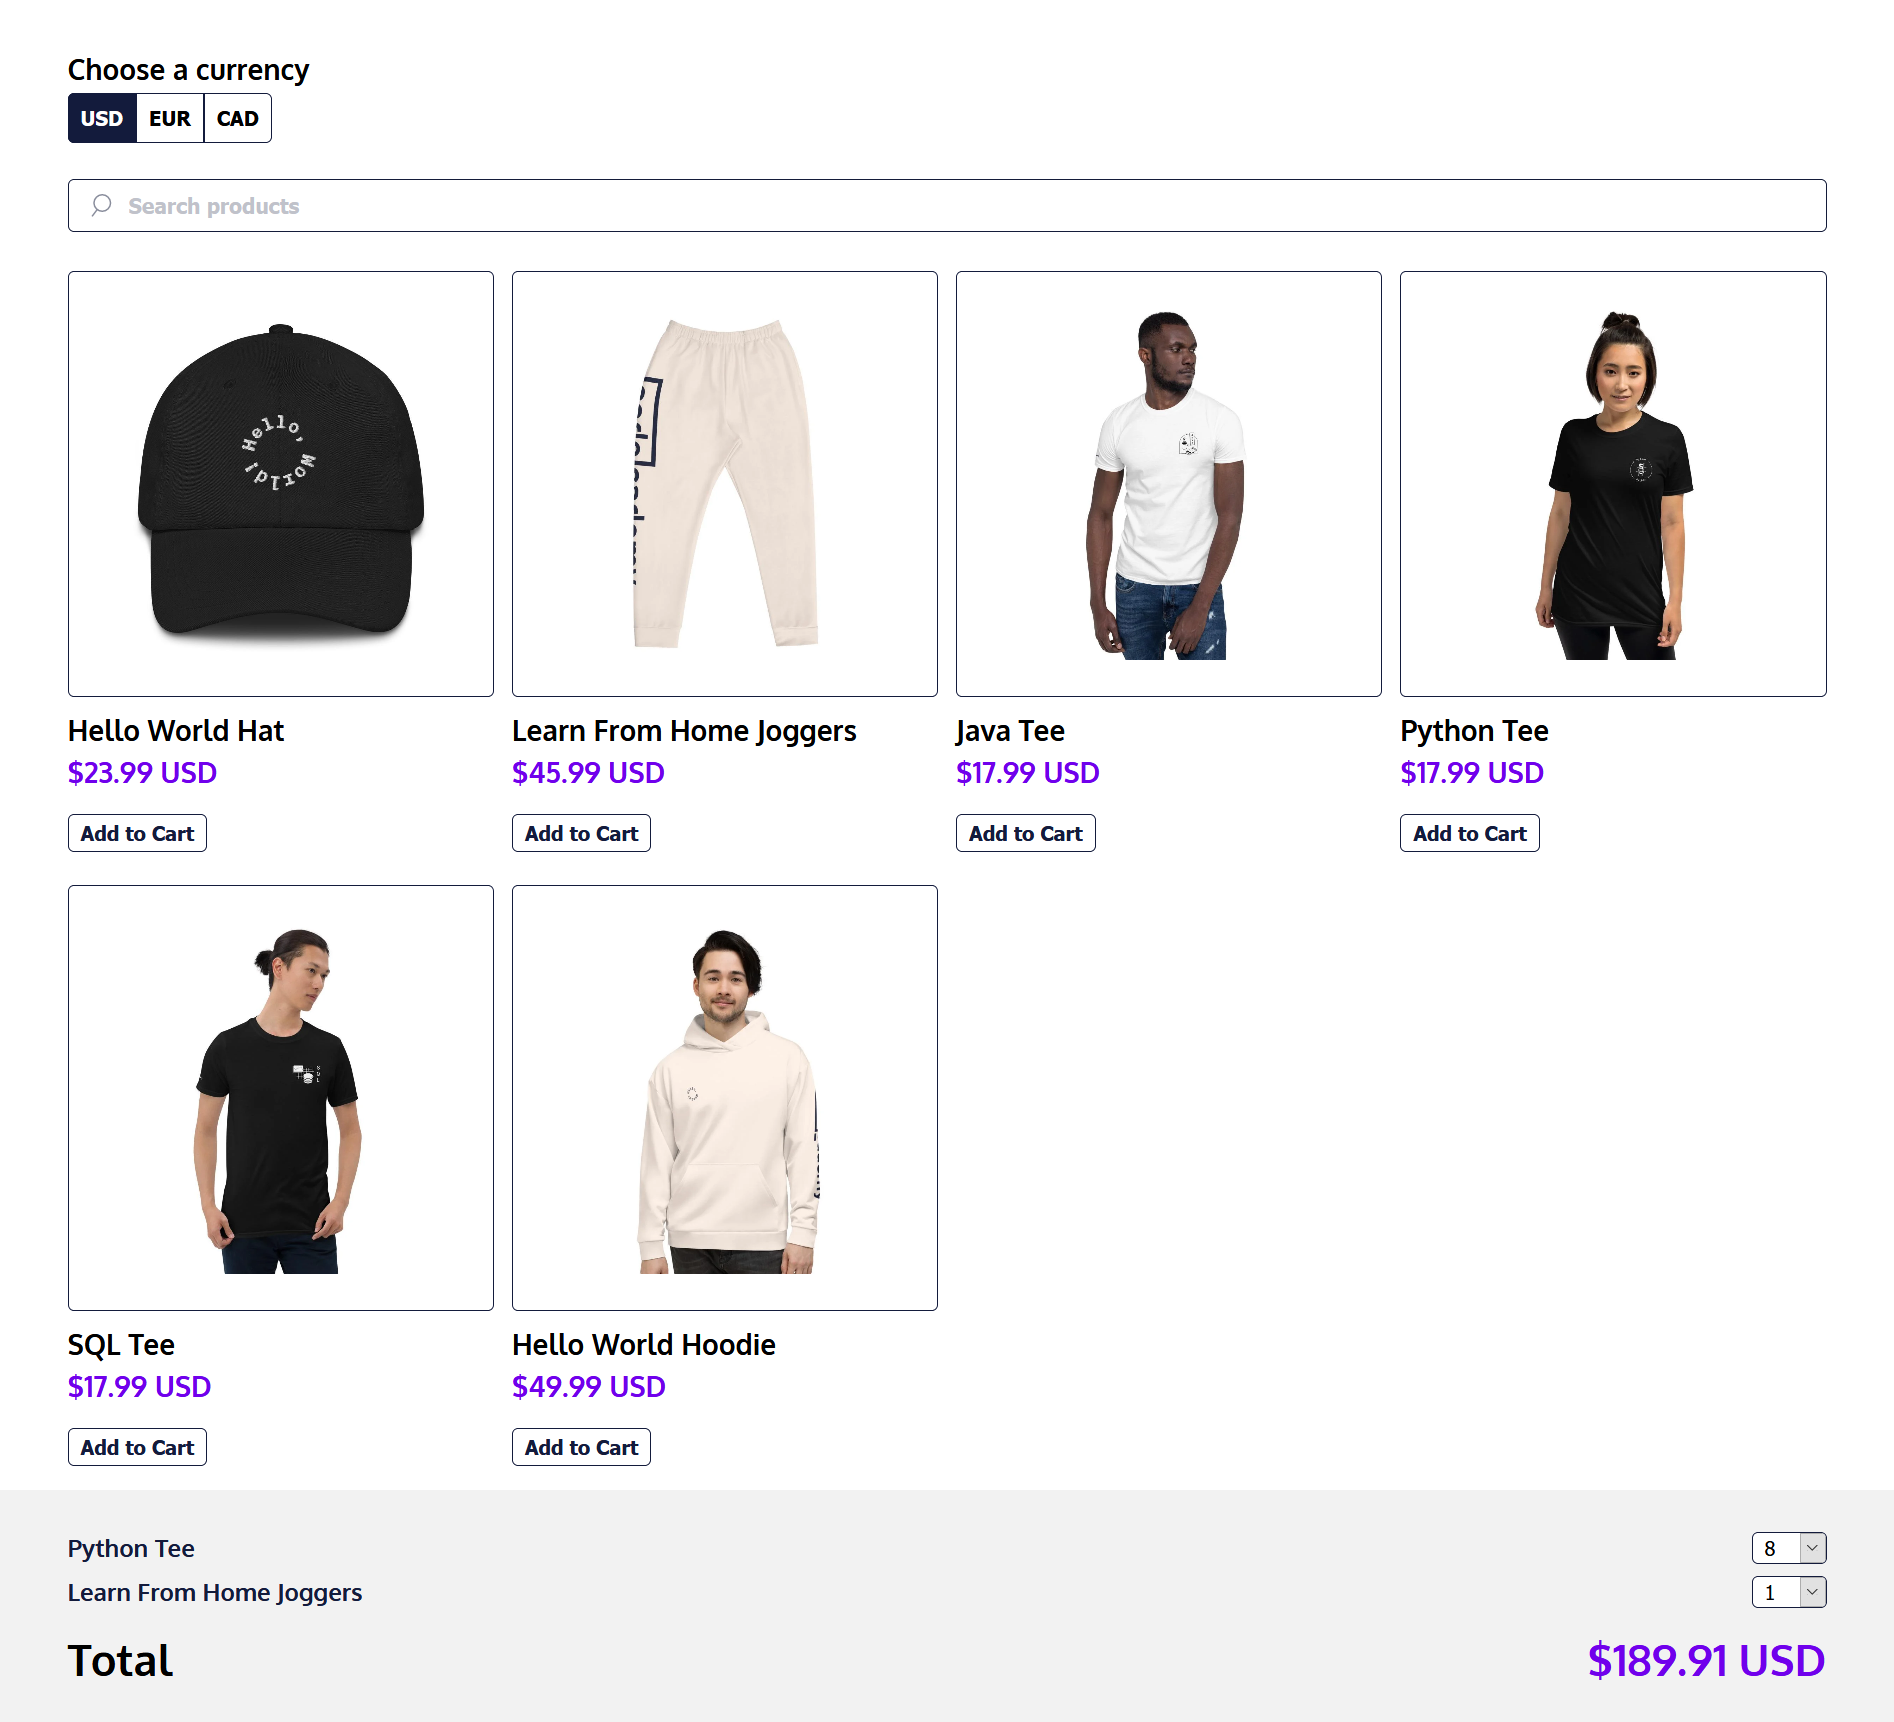 Choose a currency
USD EUR CAD
Search products
Hello, World!
Hello World Hat
$23.99 USD
Add to Cart
Learn From Home Joggers
$45.99 USD
Add to Cart
Java Tee
$17.99 USD
Add to Cart
Python Tee
$17.99 USD
Add to Cart
SQL
SQL Tee
$17.99 USD
Add to Cart
Hello World Hoodie
$49.99 USD
Add to Cart
Python Tee 8
Learn From Home Joggers 1
Total $189.91 USD